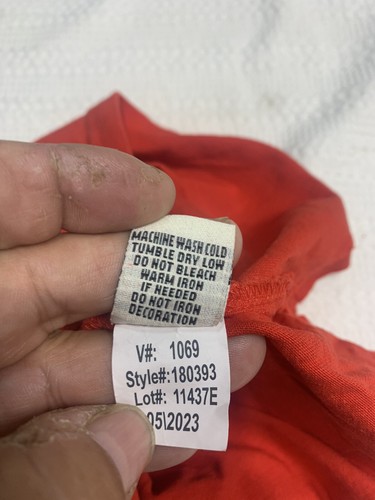 MACHINE WASH COLD
TUMBLE DRY LOW
DO NOT BLEACH
WARM IRON
IF NEEDED
DO NOT IRON
DECORATION
V#: 1069
Style#:180393
Lot#: 11437E
05\2023